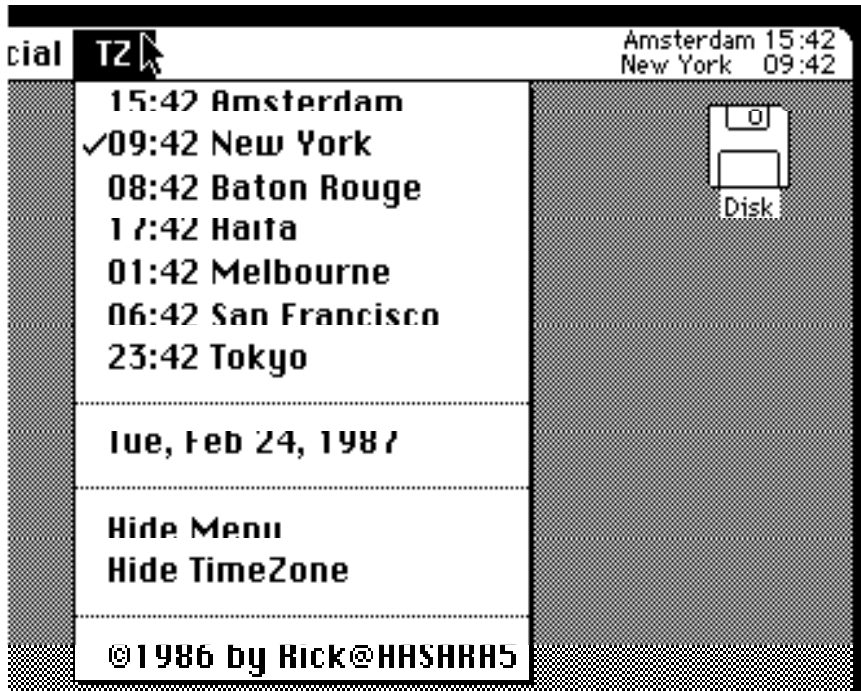 cial TZ Amsterdam 15:42
New York 09:42
15:42 Amsterdam
✓09:42 New York
08:42 Baton Rouge
17:42 Haifa
01:42 Melbourne
06:42 San Francisco
23:42 Tokyo
Tue, Feb 24, 1987
Hide Menu
Hide TimeZone
©1986 by Rick@HASARA5
Disk